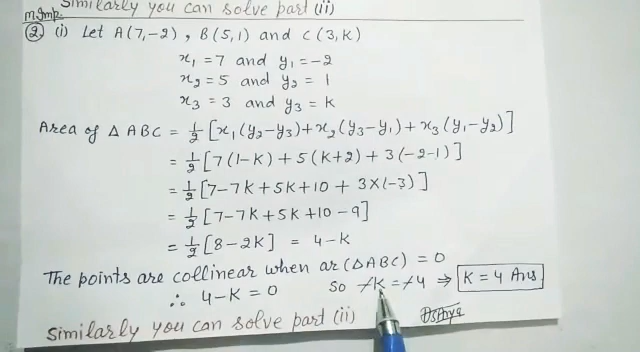 Similarly you can solve part (ii)
m.Imp.
② (i) Let A(7,-2) , B(5,1) and C(3,K)
x₁ = 7 and y₁ = -2
x₂ = 5 and y₂ = 1
x₃ = 3 and y₃ = K
Area of Δ ABC = 1/2 [x₁(y₂-y₃)+x₂(y₃-y₁)+x₃(y₁-y₂)]
= 1/2 [7(1-K)+5(K+2)+3(-2-1)]
= 1/2 [7-7K+5K+10+3×(-3)]
= 1/2 [7-7K+5K+10-9]
= 1/2 [8-2K] = 4-K
The points are collinear when ar(ΔABC) = 0
∴ 4-K = 0 So -K = -4 ⇒ K = 4 Ans
Similarly you can solve part (ii)